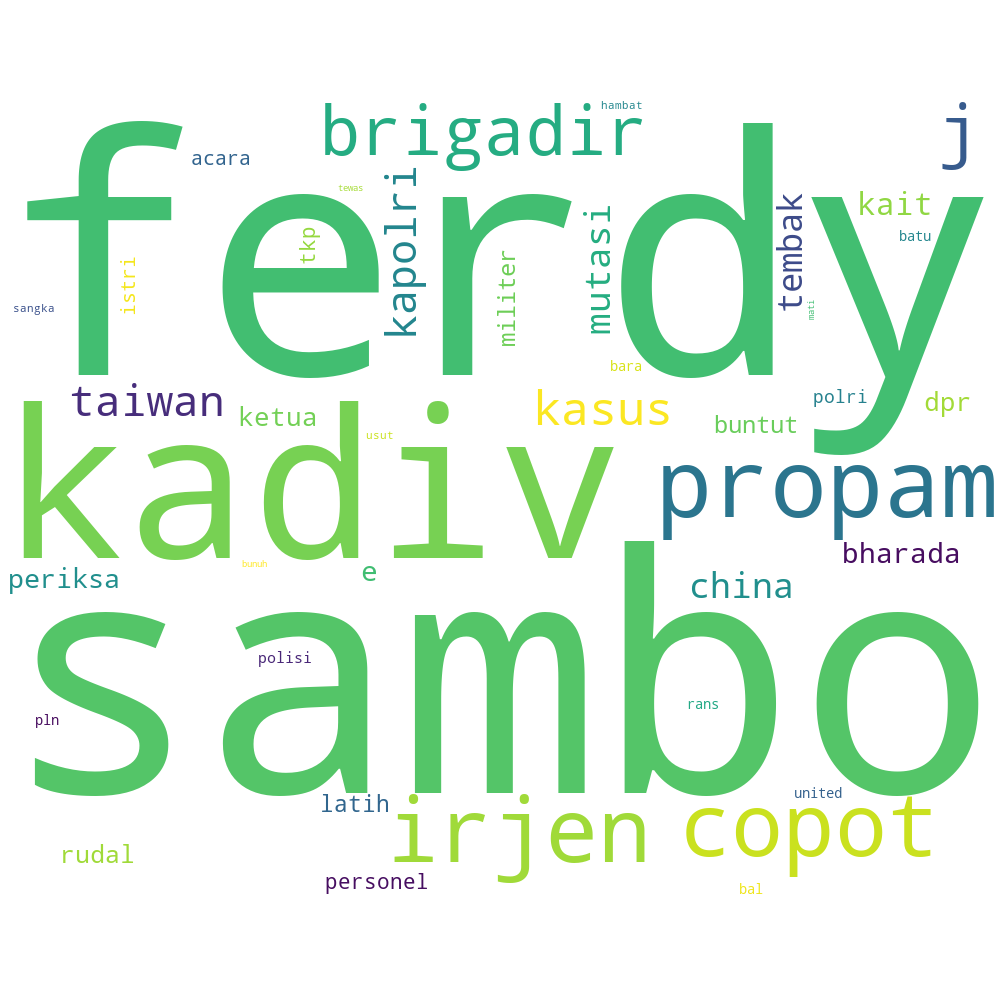 hambat
brigadir
j
ferdy
acara
tewas
kapolri
tkp
istri
militer
mutasi
tembak
kait
batu
sangka
mati
bara
taiwan
ketua
usut
kasus
buntut
polri
dpr
kadiv
propam
bunuh
periksa
e
china
bharada
sambo
polisi
pln
rans
united
latih
irjen
copot
rudal
personel
bal